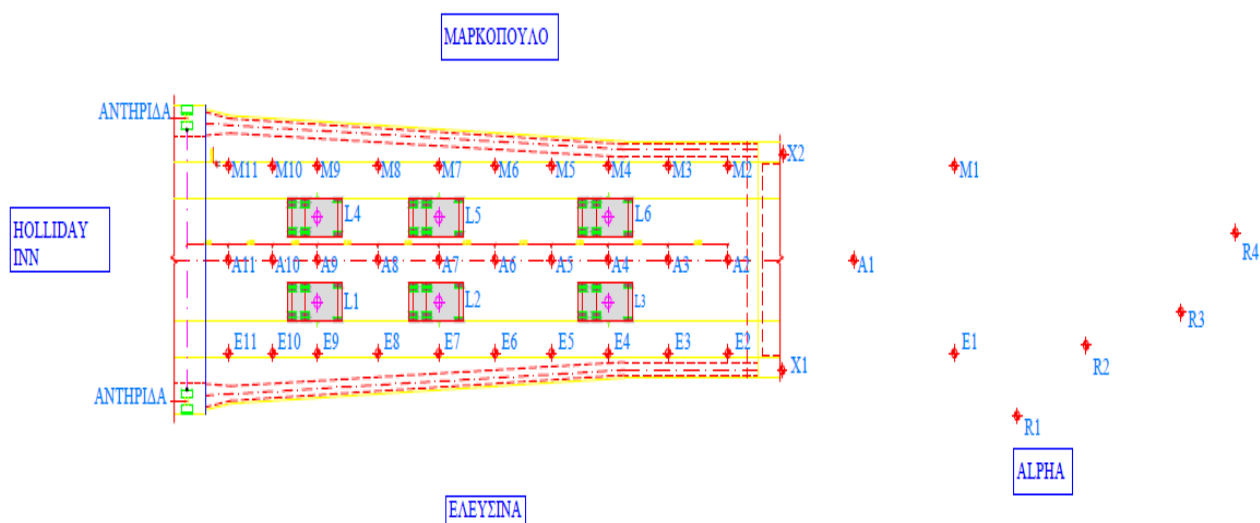 ΜΑΡΚΟΠΟΥΛΟ
ΑΝΤΗΡΙΔΑ
M11 M10 M9 M8 M7 M6 M5 M4 M3 M2 X2 M1
L4 L5 L6
HOLLIDAY
INN
R4
A11 A10 A9 A8 A7 A6 A5 A4 A3 A2 A1
L1 L2 L3
R3
E11 E10 E9 E8 E7 E6 E5 E4 E3 E2 E1
R2
X1
ΑΝΤΗΡΙΔΑ
R1
ALPHA
ΕΛΕΥΣΙΝΑ